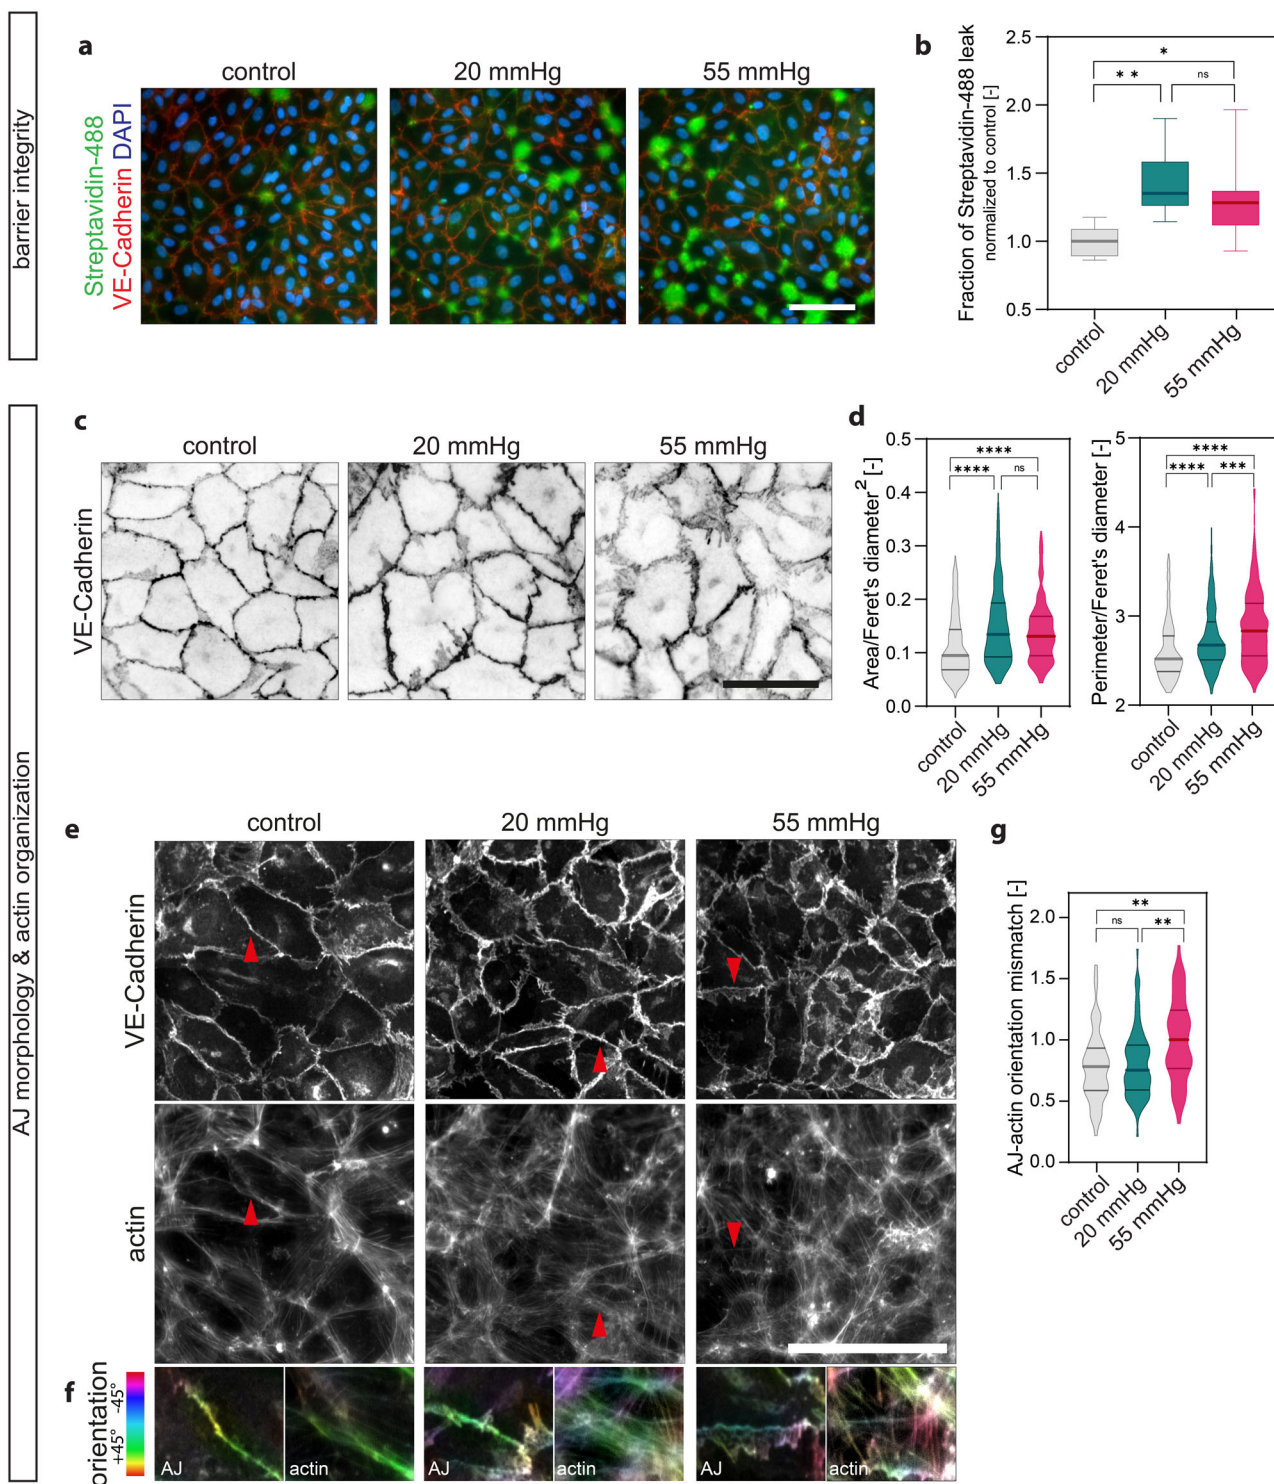 barrier integrity
a
control
20 mmHg
55 mmHg
Streptavidin-488
VE-Cadherin DAPI
b
Fraction of Streptavidin-488 leak
normalized to control [-]
2.5
2.0
1.5
1.0
0.5
*
* *
ns
control
20 mmHg
55 mmHg
AJ morphology & actin organization
c
control
20 mmHg
55 mmHg
VE-Cadherin
d
Area/Feret's diameter² [-]
0.5
0.4
0.3
0.2
0.1
0.0
****
****
ns
control
20 mmHg
55 mmHg
Perimeter/Feret's diameter [-]
5
4
3
2
****
****
***
control
20 mmHg
55 mmHg
e
control
20 mmHg
55 mmHg
VE-Cadherin
actin
f
orientation
-45°
+45°
AJ
actin
AJ
actin
AJ
actin
g
AJ-actin orientation mismatch [-]
2.0
1.5
1.0
0.5
0.0
**
ns
**
control
20 mmHg
55 mmHg